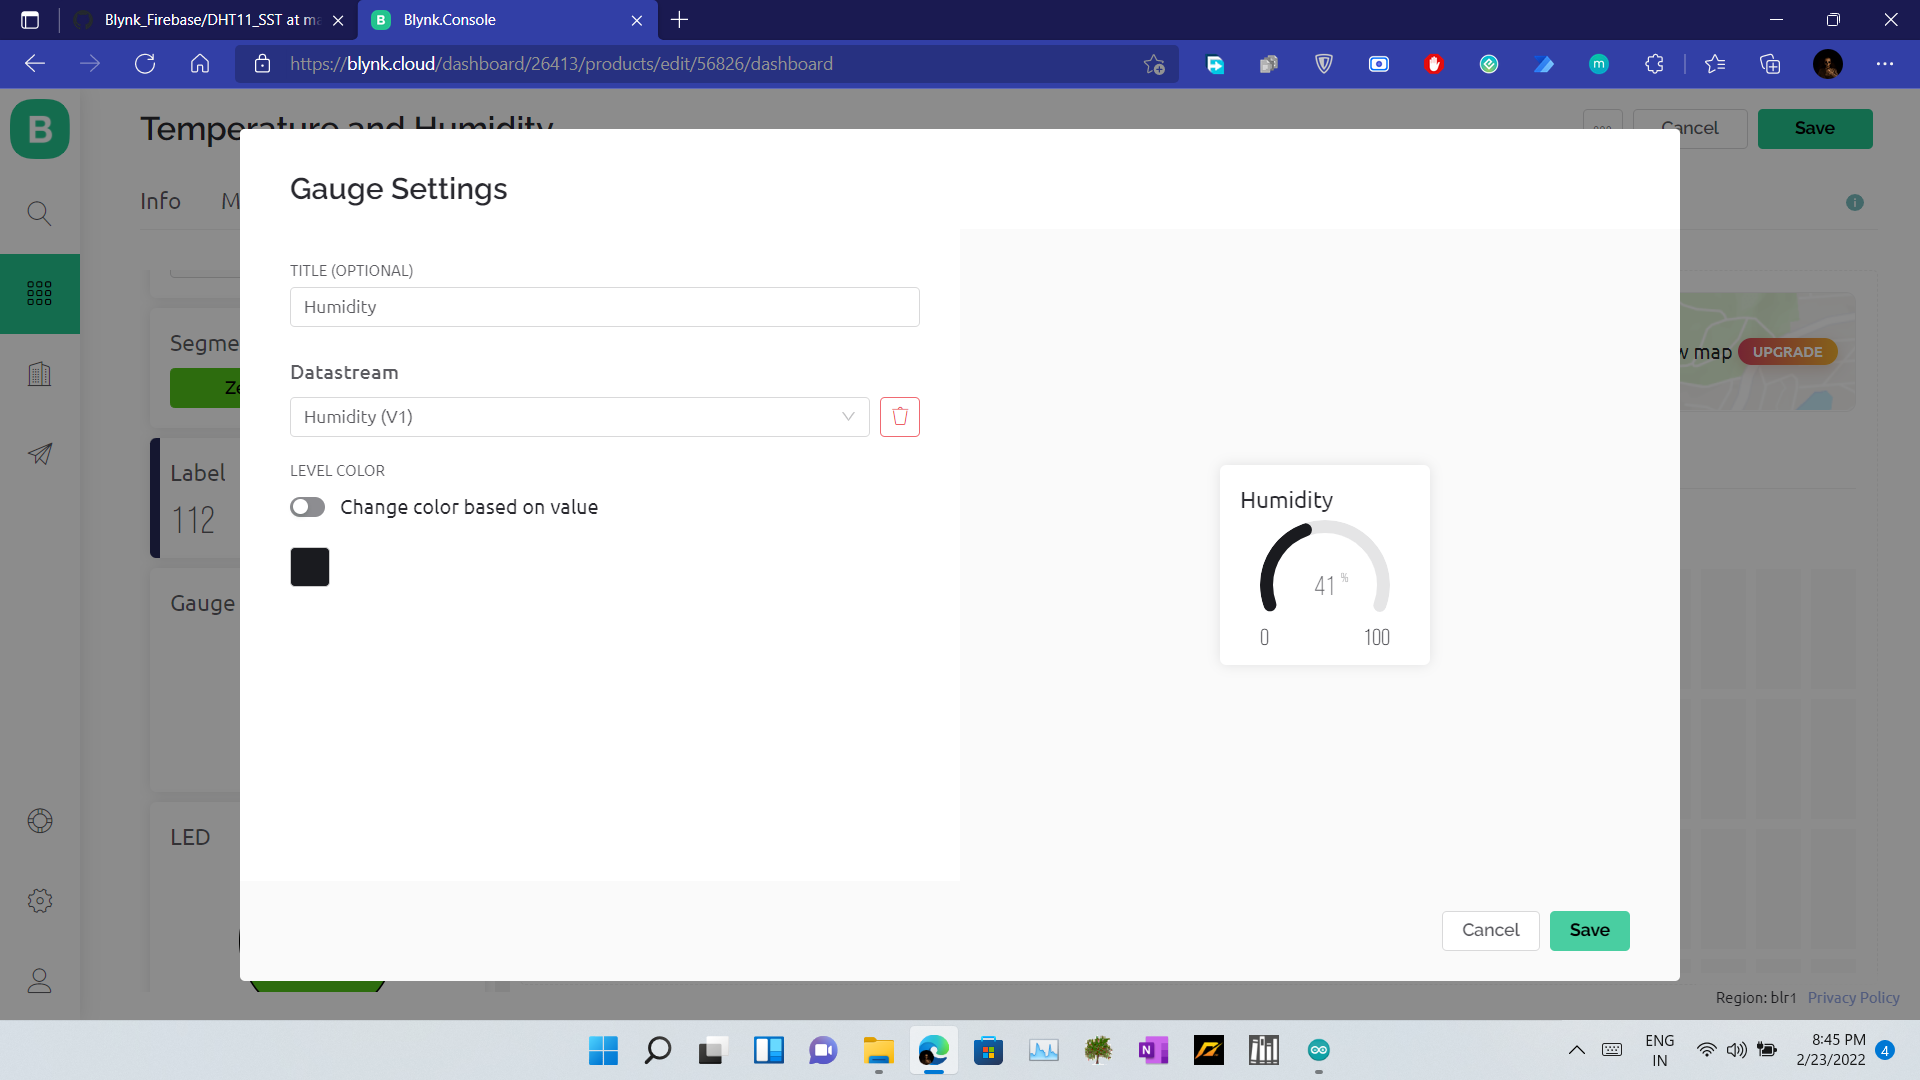 Blynk_Firebase/DHT11_SST at ma
Blynk.Console
https://blynk.cloud/dashboard/26413/products/edit/56826/dashboard
B
Temperature and Humidity
Cancel
Save
Info
M
Gauge Settings
TITLE (OPTIONAL)
Humidity
Datastream
Humidity (V1)
LEVEL COLOR
Change color based on value
Humidity
41 %
0
100
Segme
Ze
Label
112
Gauge
LED
w map
UPGRADE
Cancel
Save
Region: blr1
Privacy Policy
ENG
IN
8:45 PM
2/23/2022
4